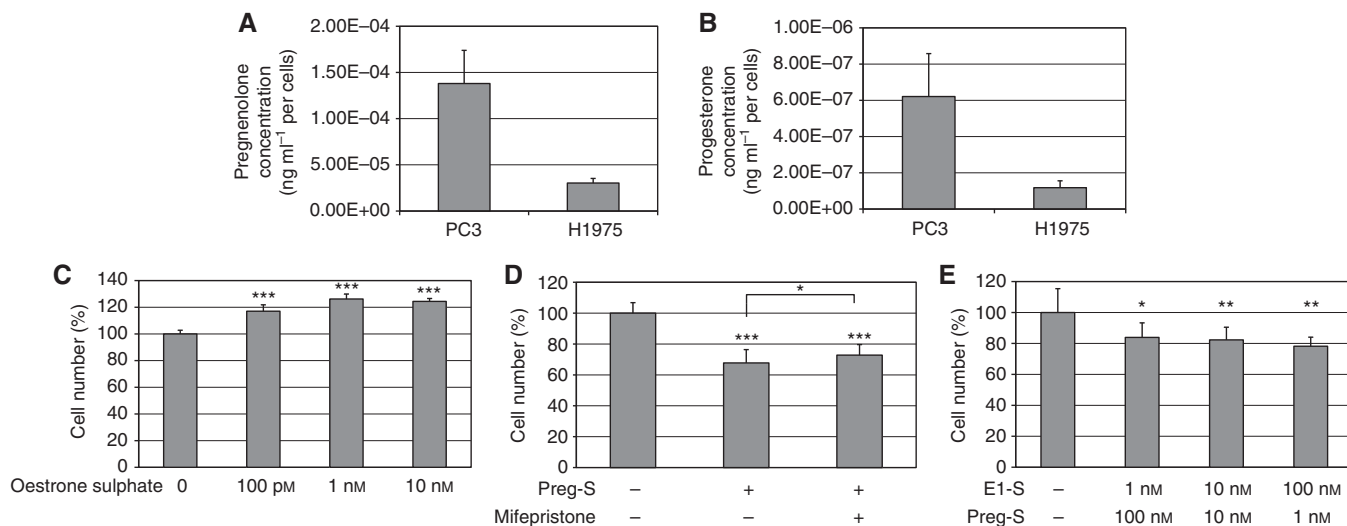 A
Pregnenolone
concentration
(ng ml⁻¹ per cells)
2.00E–04
1.50E–04
1.00E–04
5.00E–05
0.00E+00
PC3 H1975
B
Progesterone
concentration
(ng ml⁻¹ per cells)
1.00E–06
8.00E–07
6.00E–07
4.00E–07
2.00E–07
0.00E+00
PC3 H1975
C
Cell number (%)
140
120
100
80
60
40
20
0
*** *** ***
Oestrone sulphate 0 100 pM 1 nM 10 nM
D
Cell number (%)
120
100
80
60
40
20
0
*
*** ***
Preg-S – + +
Mifepristone – – +
E
Cell number (%)
120
100
80
60
40
20
0
* ** **
E1-S – 1 nM 10 nM 100 nM
Preg-S – 100 nM 10 nM 1 nM